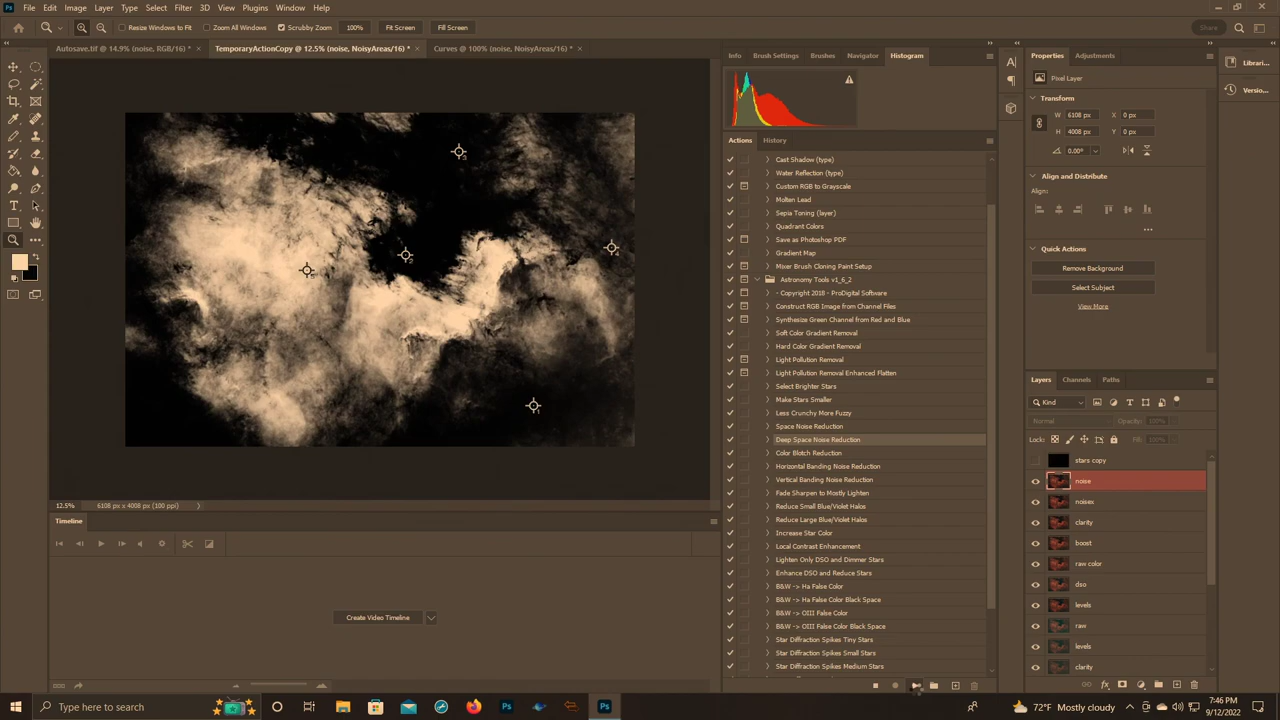 File Edit Image Layer Type Select Filter 3D View Plugins Window Help
Resize Windows to Fit Zoom All Windows Scrubby Zoom 100% Fit Screen Fill Screen Share
Autosave.tif @ 14.9% (noise, RGB/16) * × TemporaryActionCopy @ 12.5% (noise, NoisyAreas/16) * × Curves @ 100% (noise, NoisyAreas/16) * ×
Info Brush Settings Brushes Navigator Histogram
Properties Adjustments
Librari...
Versio...
Pixel Layer
Transform
W 6108 px X 0 px
H 4008 px Y 0 px
0.00°
Align and Distribute
Align:
Quick Actions
Remove Background
Select Subject
View More
Actions History
Cast Shadow (type)
Water Reflection (type)
Custom RGB to Grayscale
Molten Lead
Sepia Toning (layer)
Quadrant Colors
Save as Photoshop PDF
Gradient Map
Mixer Brush Cloning Paint Setup
Astronomy Tools v1_6_2
- Copyright 2018 - ProDigital Software
Construct RGB Image from Channel Files
Synthesize Green Channel from Red and Blue
Soft Color Gradient Removal
Hard Color Gradient Removal
Light Pollution Removal
Light Pollution Removal Enhanced Flatten
Select Brighter Stars
Make Stars Smaller
Less Crunchy More Fuzzy
Space Noise Reduction
Deep Space Noise Reduction
Color Blotch Reduction
Horizontal Banding Noise Reduction
Vertical Banding Noise Reduction
Fade Sharpen to Mostly Lighten
Reduce Small Blue/Violet Halos
Reduce Large Blue/Violet Halos
Increase Star Color
Local Contrast Enhancement
Lighten Only DSO and Dimmer Stars
Enhance DSO and Reduce Stars
B&W -> Ha False Color
B&W -> Ha False Color Black Space
B&W -> OIII False Color
B&W -> OIII False Color Black Space
Star Diffraction Spikes Tiny Stars
Star Diffraction Spikes Small Stars
Star Diffraction Spikes Medium Stars
Layers Channels Paths
Kind
Normal Opacity: 100%
Lock: Fill: 100%
stars copy
noise
noisex
clarity
boost
raw color
dso
levels
raw
levels
clarity
3
4
2
5
1
12.5% 6108 px x 4008 px (100 ppi)
Timeline
Create Video Timeline
Type here to search
72°F Mostly cloudy
7:46 PM
9/12/2022